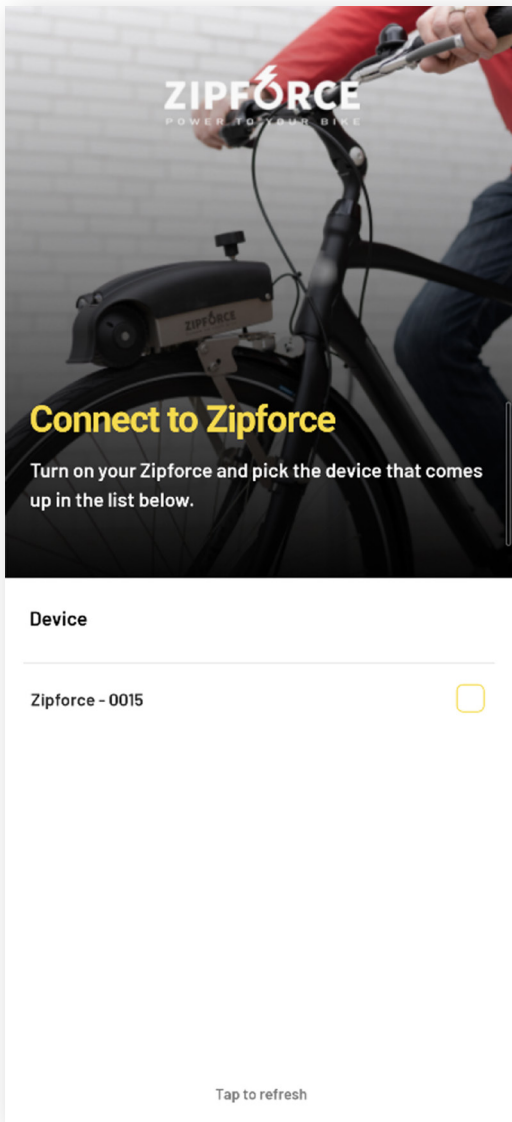 ZIPFORCE
POWER TO YOUR BIKE
ZIPFORCE
Connect to Zipforce
Turn on your Zipforce and pick the device that comes
up in the list below.
Device
Zipforce - 0015
Tap to refresh